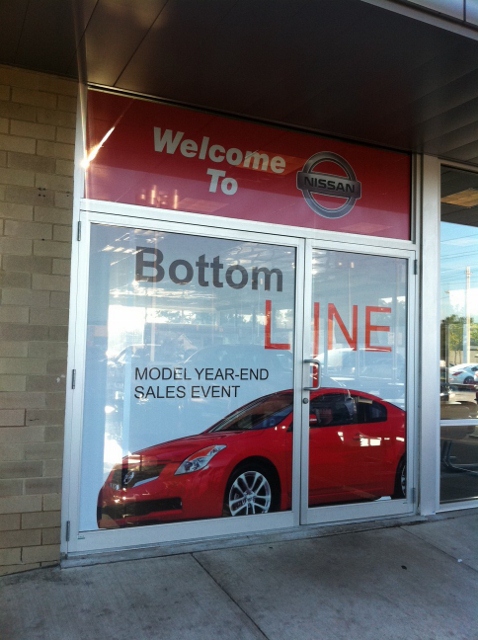 Welcome
To
NISSAN
Bottom
LINE
MODEL YEAR-END
SALES EVENT